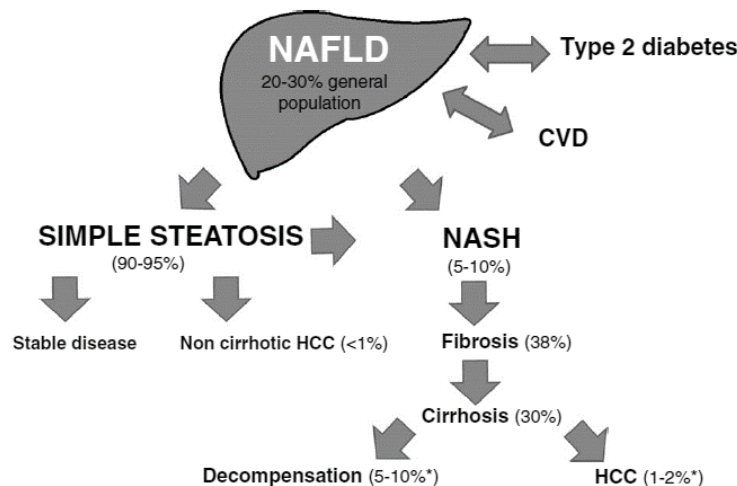 NAFLD
20-30% general
population
Type 2 diabetes
CVD
SIMPLE STEATOSIS
(90-95%)
NASH
(5-10%)
Stable disease
Non cirrhotic HCC (<1%)
Fibrosis (38%)
Cirrhosis (30%)
Decompensation (5-10%*)
HCC (1-2%*)